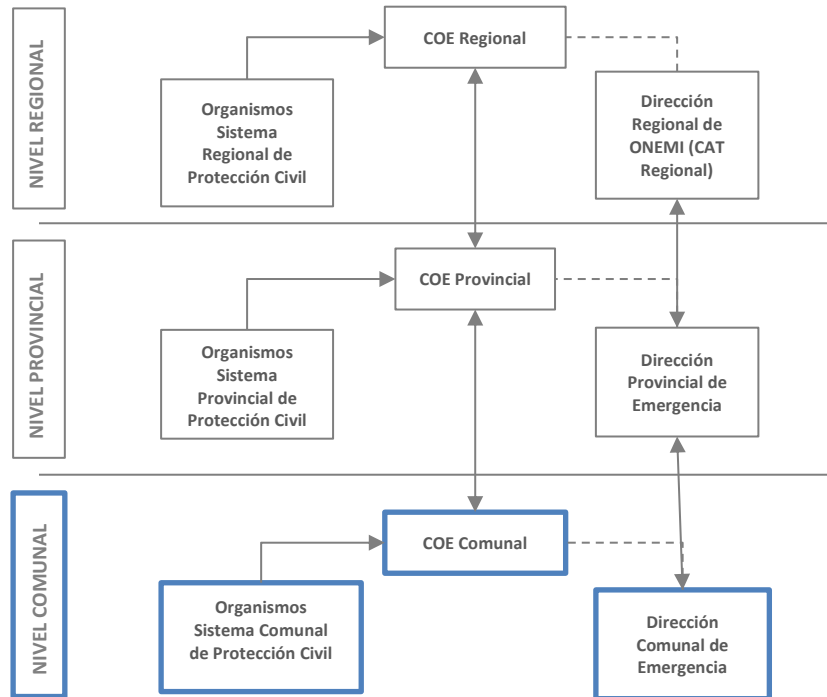 NIVEL REGIONAL
COE Regional
Organismos
Sistema
Regional de
Protección Civil
Dirección
Regional de
ONEMI (CAT
Regional)
NIVEL PROVINCIAL
COE Provincial
Organismos
Sistema
Provincial de
Protección Civil
Dirección
Provincial de
Emergencia
NIVEL COMUNAL
COE Comunal
Organismos
Sistema Comunal
de Protección Civil
Dirección
Comunal de
Emergencia